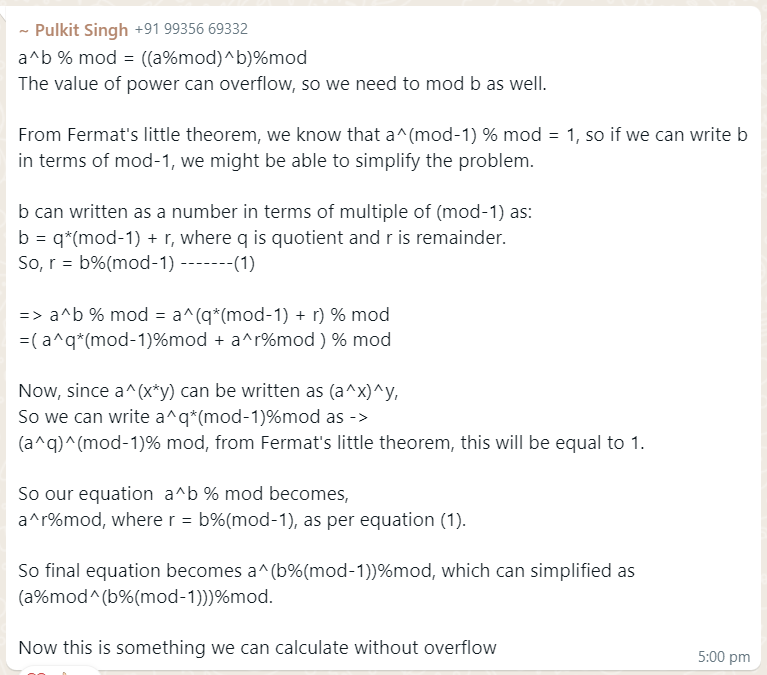 ~ Pulkit Singh +91 99356 69332
a^b % mod = ((a%mod)^b)%mod
The value of power can overflow, so we need to mod b as well.
From Fermat's little theorem, we know that a^(mod-1) % mod = 1, so if we can write b
in terms of mod-1, we might be able to simplify the problem.
b can written as a number in terms of multiple of (mod-1) as:
b = q*(mod-1) + r, where q is quotient and r is remainder.
So, r = b%(mod-1) -------(1)
=> a^b % mod = a^(q*(mod-1) + r) % mod
=( a^q*(mod-1)%mod + a^r%mod ) % mod
Now, since a^(x*y) can be written as (a^x)^y,
So we can write a^q*(mod-1)%mod as ->
(a^q)^(mod-1)% mod, from Fermat's little theorem, this will be equal to 1.
So our equation  a^b % mod becomes,
a^r%mod, where r = b%(mod-1), as per equation (1).
So final equation becomes a^(b%(mod-1))%mod, which can simplified as
(a%mod^(b%(mod-1)))%mod.
Now this is something we can calculate without overflow
5:00 pm